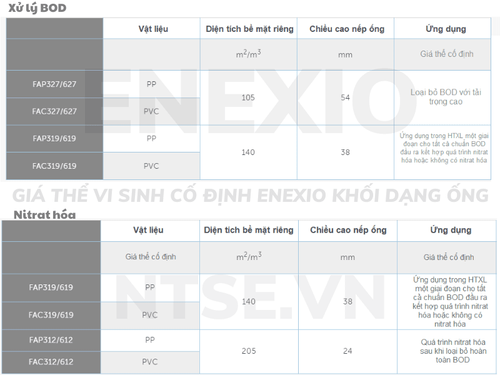 Xử lý BOD
Vật liệu Diện tích bề mặt riêng Chiều cao nếp ống Ứng dụng
m²/m³ mm Giá thể cố định
FAP327/627 PP 105 54 Loại bỏ BOD với tải
trọng cao
FAC327/627 PVC
FAP319/619 PP 140 38 Ứng dụng trong HTXL một giai
đoạn cho tất cả chuẩn BOD
đầu ra kết hợp quá trình nitrat
hóa hoặc không có nitrat hóa
FAC319/619 PVC
ENEXIO
GIÁ THỂ VI SINH CỐ ĐỊNH ENEXIO KHỐI DẠNG ỐNG
Nitrat hóa
Vật liệu Diện tích bề mặt riêng Chiều cao nếp ống Ứng dụng
Giá thể cố định m²/m³ mm Giá thể cố định
FAP319/619 PP 140 38 Ứng dụng trong HTXL
một giai đoạn cho tất
cả chuẩn BOD đầu ra
kết hợp quá trình nitrat
hóa hoặc không có
nitrat hóa
FAC319/619 PVC
FAP312/612 PP 205 24 Quá trình nitrat hóa
sau khi loại bỏ hoàn
toàn BOD
FAC312/612 PVC
NTSE.VN